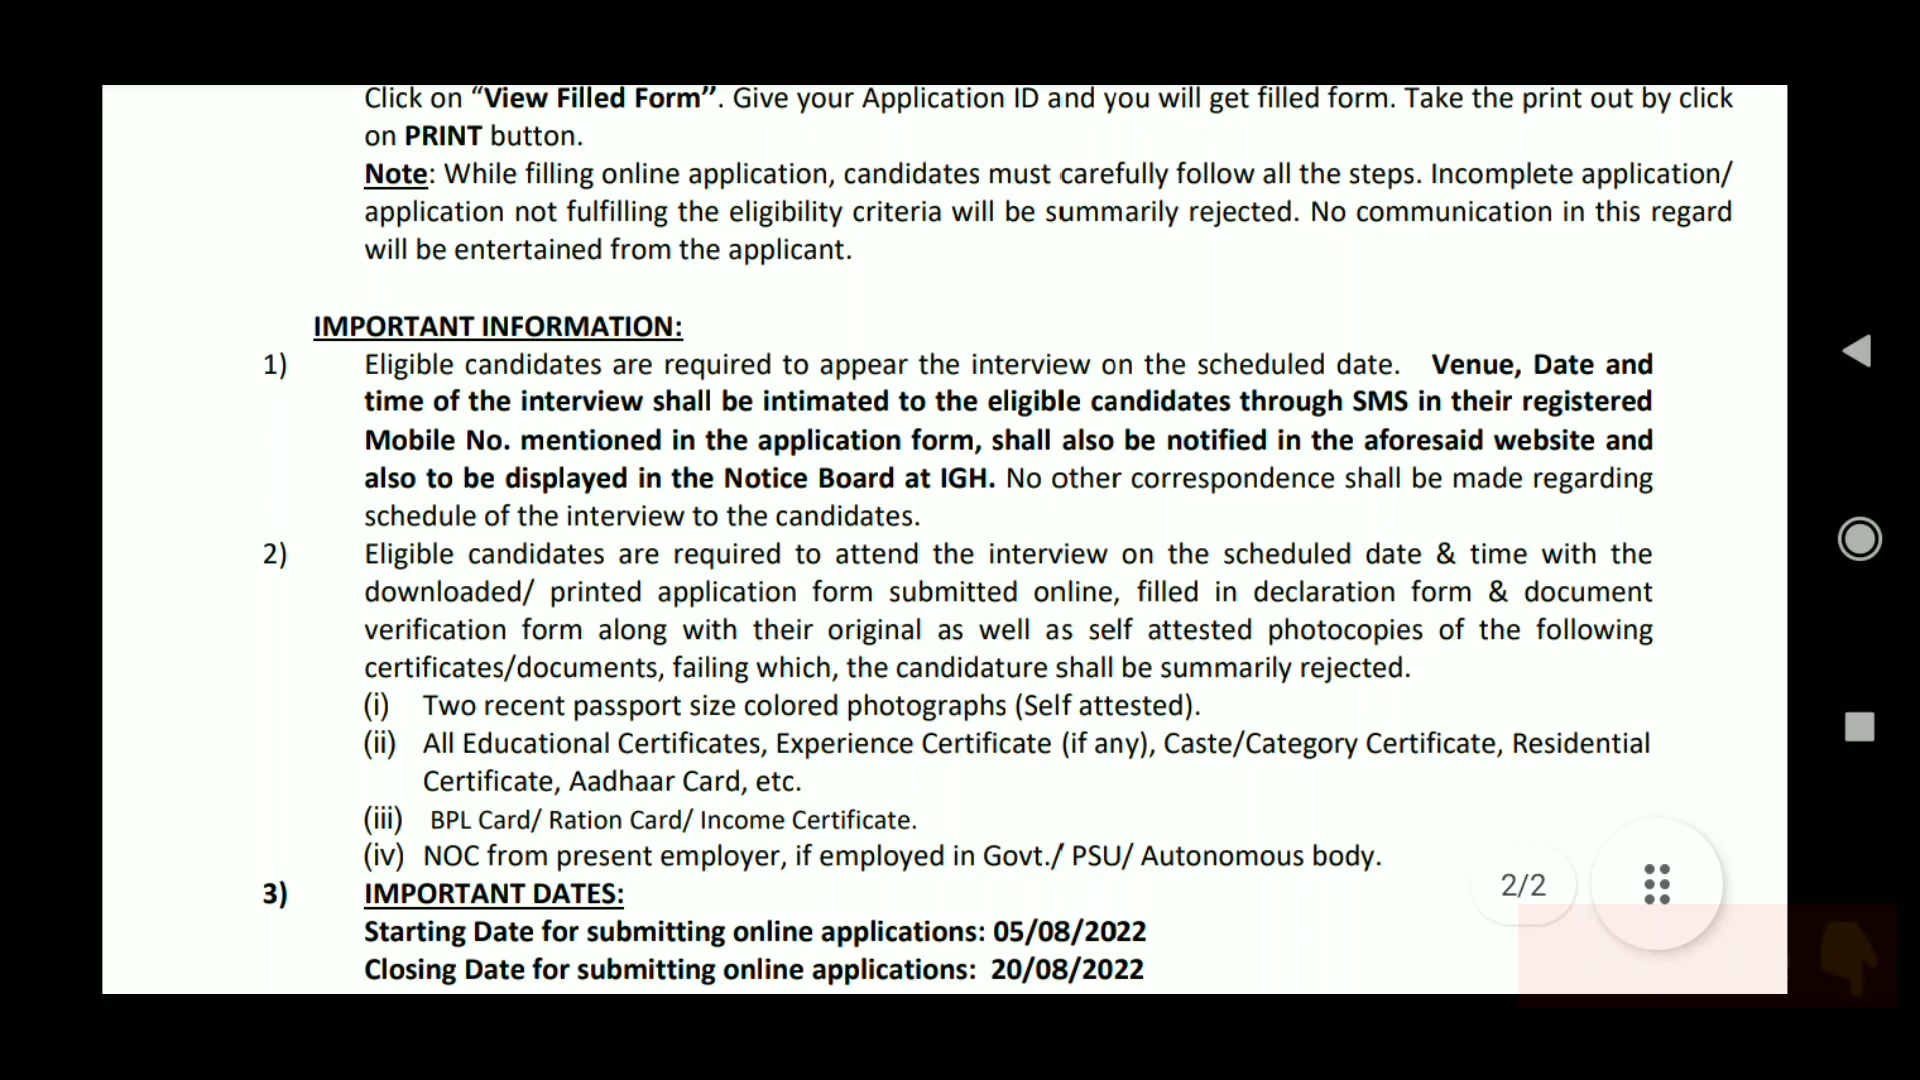 Click on “View Filled Form”. Give your Application ID and you will get filled form. Take the print out by click
on PRINT button.
Note: While filling online application, candidates must carefully follow all the steps. Incomplete application/
application not fulfilling the eligibility criteria will be summarily rejected. No communication in this regard
will be entertained from the applicant.
IMPORTANT INFORMATION:
1) Eligible candidates are required to appear the interview on the scheduled date. Venue, Date and
time of the interview shall be intimated to the eligible candidates through SMS in their registered
Mobile No. mentioned in the application form, shall also be notified in the aforesaid website and
also to be displayed in the Notice Board at IGH. No other correspondence shall be made regarding
schedule of the interview to the candidates.
2) Eligible candidates are required to attend the interview on the scheduled date & time with the
downloaded/ printed application form submitted online, filled in declaration form & document
verification form along with their original as well as self attested photocopies of the following
certificates/documents, failing which, the candidature shall be summarily rejected.
(i) Two recent passport size colored photographs (Self attested).
(ii) All Educational Certificates, Experience Certificate (if any), Caste/Category Certificate, Residential
Certificate, Aadhaar Card, etc.
(iii) BPL Card/ Ration Card/ Income Certificate.
(iv) NOC from present employer, if employed in Govt./ PSU/ Autonomous body.
3) IMPORTANT DATES:
Starting Date for submitting online applications: 05/08/2022
Closing Date for submitting online applications: 20/08/2022
2/2